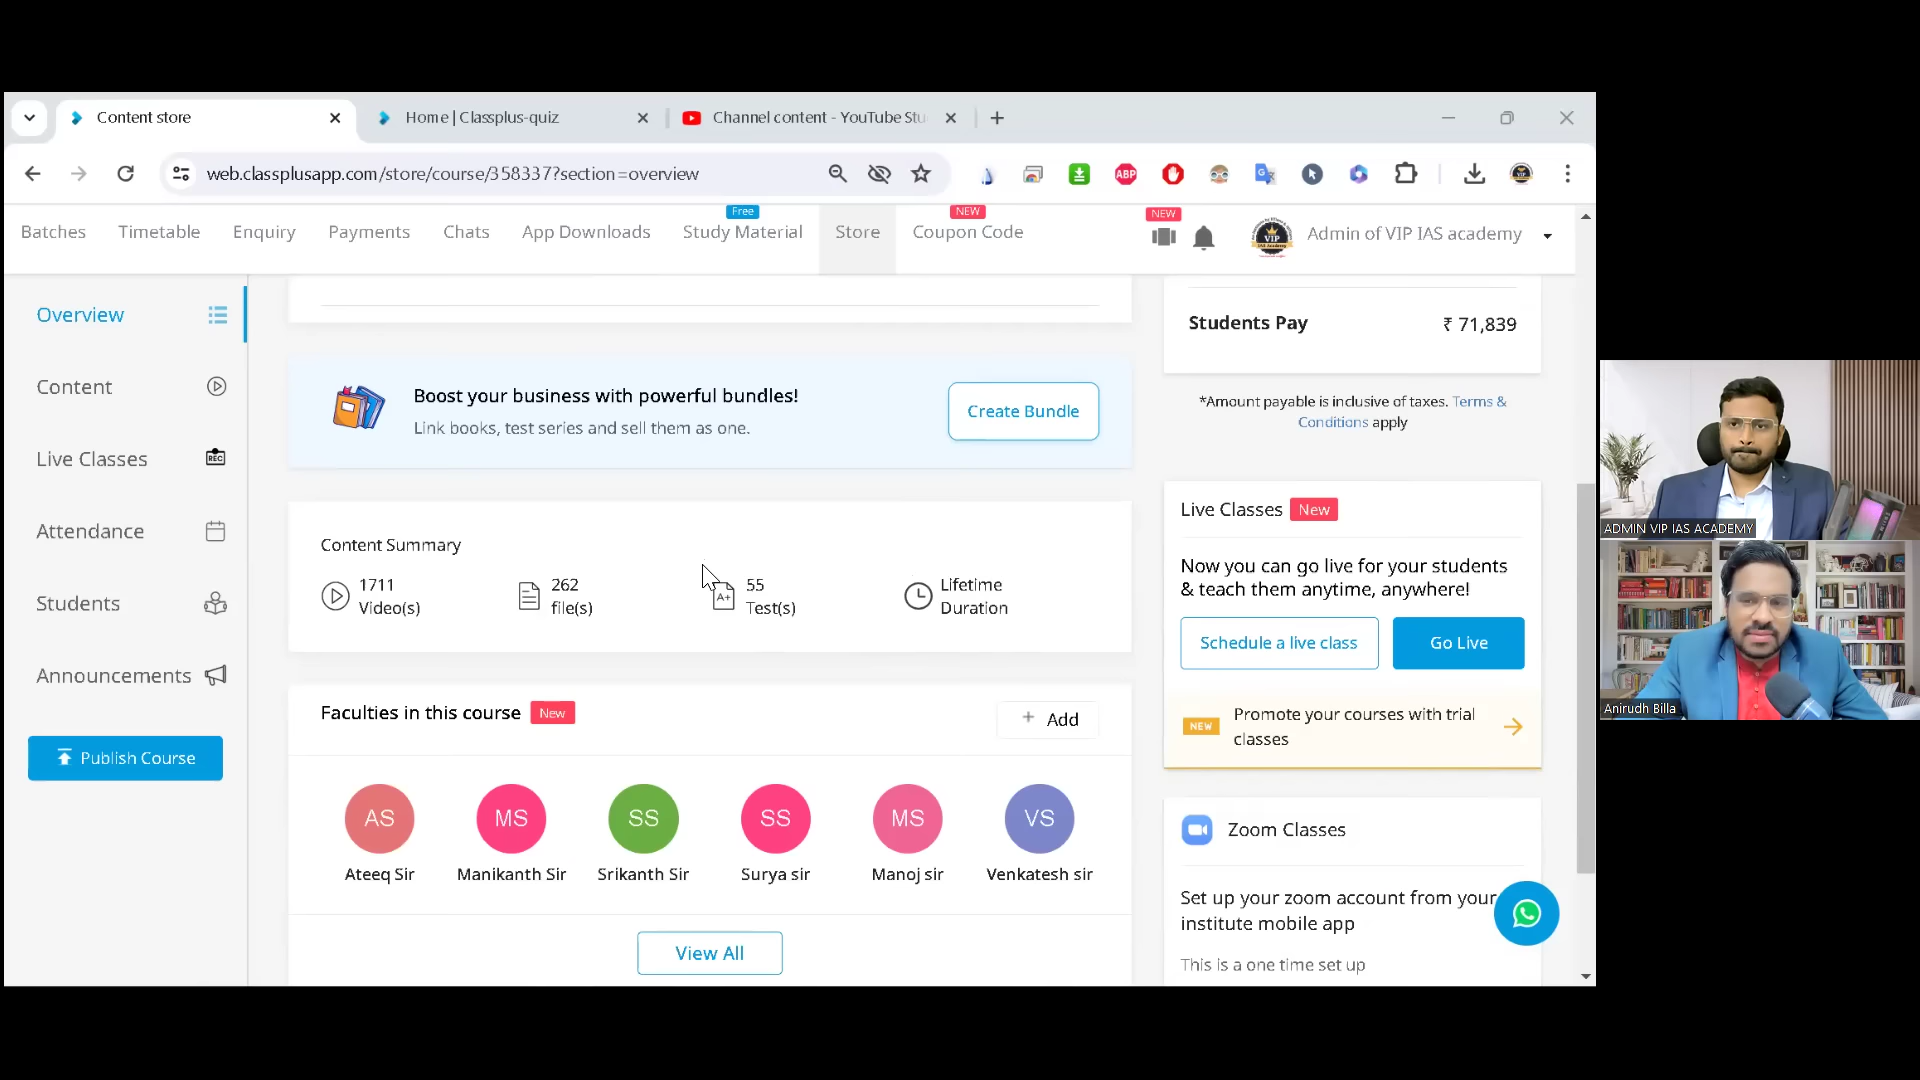 Content store
Home | Classplus-quiz
Channel content - YouTube Stu
web.classplusapp.com/store/course/358337?section=overview
ABP
Free
NEW
NEW
Batches
Timetable
Enquiry
Payments
Chats
App Downloads
Study Material
Store
Coupon Code
VIP
Admin of VIP IAS academy
Overview
Content
Live Classes
REC
Attendance
Students
Announcements
Publish Course
Boost your business with powerful bundles!
Link books, test series and sell them as one.
Create Bundle
Content Summary
1711
Video(s)
262
file(s)
A+
55
Test(s)
Lifetime
Duration
Faculties in this course
New
+ Add
AS
MS
SS
SS
MS
VS
Ateeq Sir
Manikanth Sir
Srikanth Sir
Surya sir
Manoj sir
Venkatesh sir
View All
Students Pay
₹ 71,839
*Amount payable is inclusive of taxes. Terms &
Conditions apply
Live Classes
New
Now you can go live for your students
& teach them anytime, anywhere!
Schedule a live class
Go Live
NEW
Promote your courses with trial
classes
Zoom Classes
Set up your zoom account from your
institute mobile app
This is a one time set up
ADMIN VIP IAS ACADEMY
Anirudh Billa